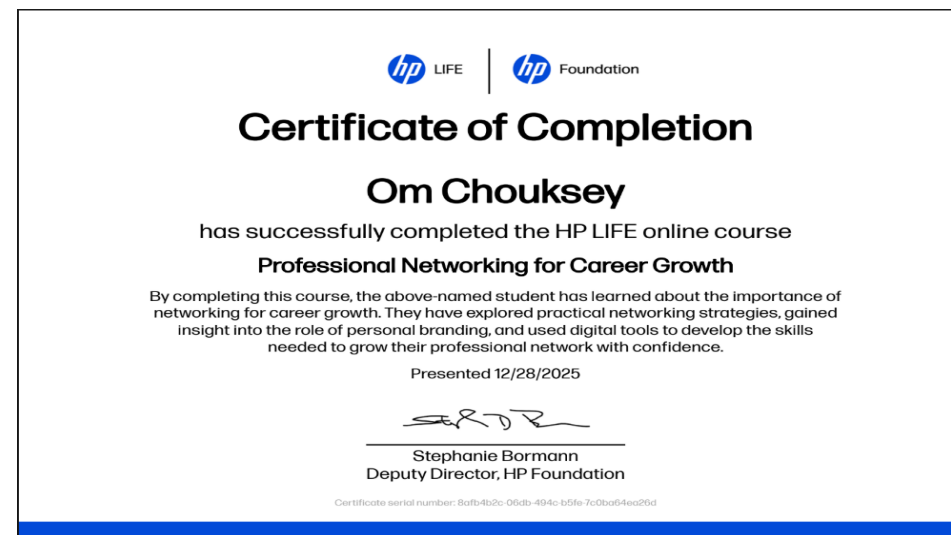 hp LIFE | hp Foundation
Certificate of Completion
Om Chouksey
has successfully completed the HP LIFE online course
Professional Networking for Career Growth
By completing this course, the above-named student has learned about the importance of
networking for career growth. They have explored practical networking strategies, gained
insight into the role of personal branding, and used digital tools to develop the skills
needed to grow their professional network with confidence.
Presented 12/28/2025
Stephanie Bormann
Deputy Director, HP Foundation
Certificate serial number: 8afb4b2c-06db-494c-b5fe-7c0ba64ea26d